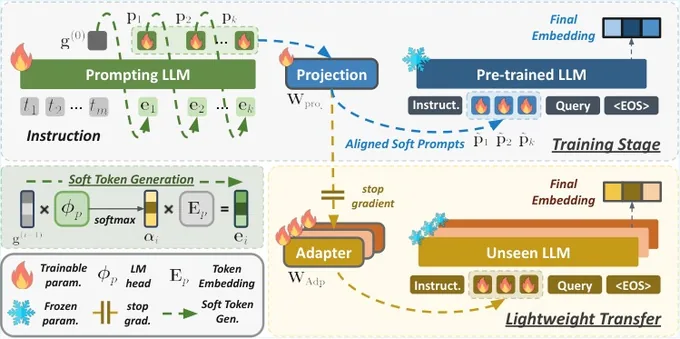 g(0)
p1 p2 ... pk
Prompting LLM
t1 t2 ... tm e1 e2 ... ek
Instruction
Projection
Wpro.
Final
Embedding
Pre-trained LLM
Instruct. Query <EOS>
Aligned Soft Prompts p̃1 p̃2 p̃k
Training Stage
Soft Token Generation
× ϕp softmax × Ep =
αi ei
stop
gradient
Adapter
WAdp
Final
Embedding
Unseen LLM
Instruct. Query <EOS>
Lightweight Transfer
Trainable
param.
ϕp LM
head
Ep Token
Embedding
Frozen
param.
stop
grad.
Soft Token
Gen.